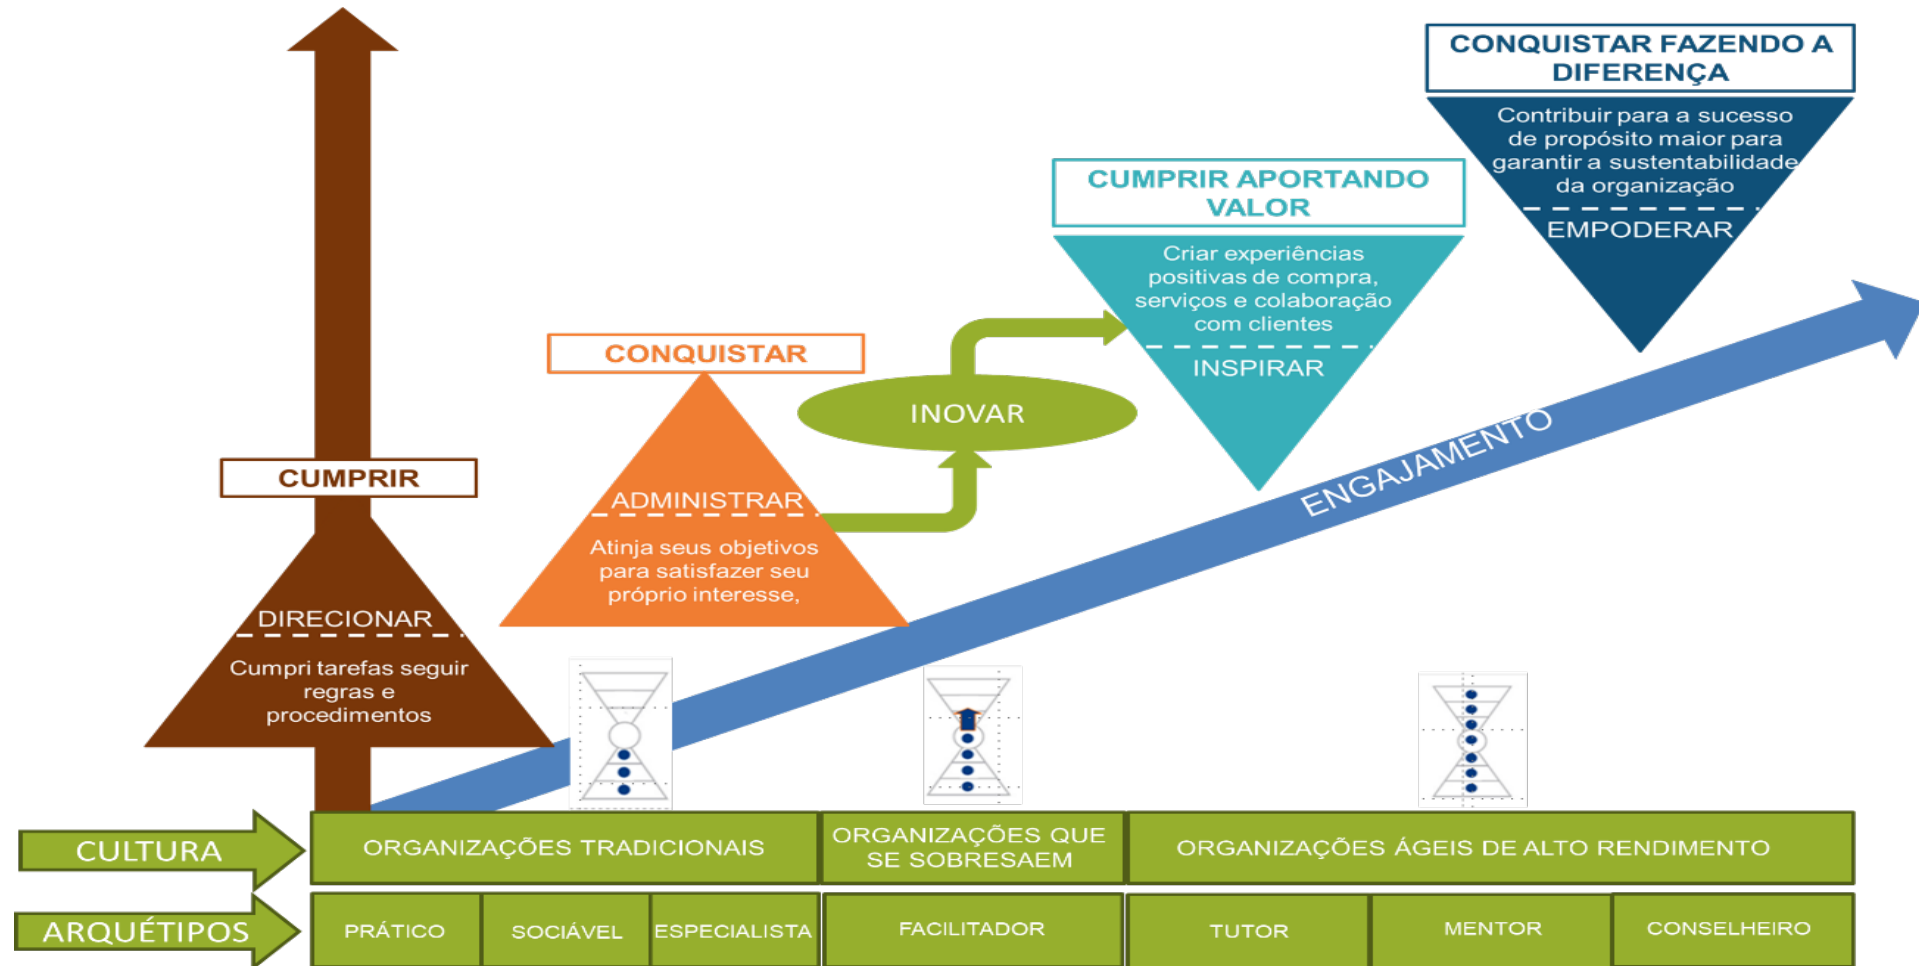 CONQUISTAR FAZENDO A
DIFERENÇA
Contribuir para a sucesso
de propósito maior para
garantir a sustentabilidade
da organização
EMPODERAR
CUMPRIR APORTANDO
VALOR
Criar experiências
positivas de compra,
serviços e colaboração
com clientes
INSPIRAR
CONQUISTAR
ADMINISTRAR
Atinja seus objetivos
para satisfazer seu
próprio interesse,
INOVAR
CUMPRIR
DIRECIONAR
Cumpri tarefas seguir
regras e
procedimentos
ENGAJAMENTO
CULTURA
ORGANIZAÇÕES TRADICIONAIS
ORGANIZAÇÕES QUE
SE SOBRESAEM
ORGANIZAÇÕES ÁGEIS DE ALTO RENDIMENTO
ARQUÉTIPOS
PRÁTICO
SOCIÁVEL
ESPECIALISTA
FACILITADOR
TUTOR
MENTOR
CONSELHEIRO